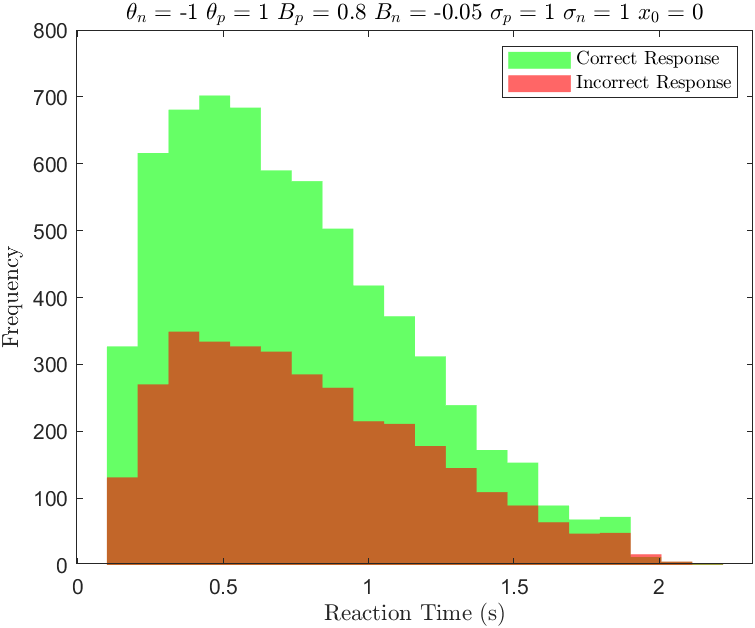 θₙ = -1 θₚ = 1 Bₚ = 0.8 Bₙ = -0.05 σₚ = 1 σₙ = 1 x₀ = 0
800
700
600
500
400
300
200
100
0
Frequency
Correct Response
Incorrect Response
0
0.5
1
1.5
2
Reaction Time (s)